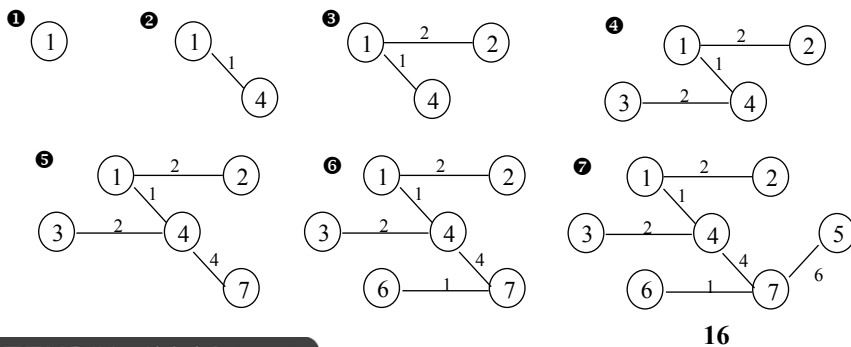 ❶ 1
❷ 1 1 4
❸ 1 2 2 1 4
❹ 1 2 2 1 3 2 4
❺ 1 2 2 1 3 2 4 4 7
❻ 1 2 2 1 3 2 4 4 6 1 7
❼ 1 2 2 1 3 2 4 4 5 6 1 7 6
16